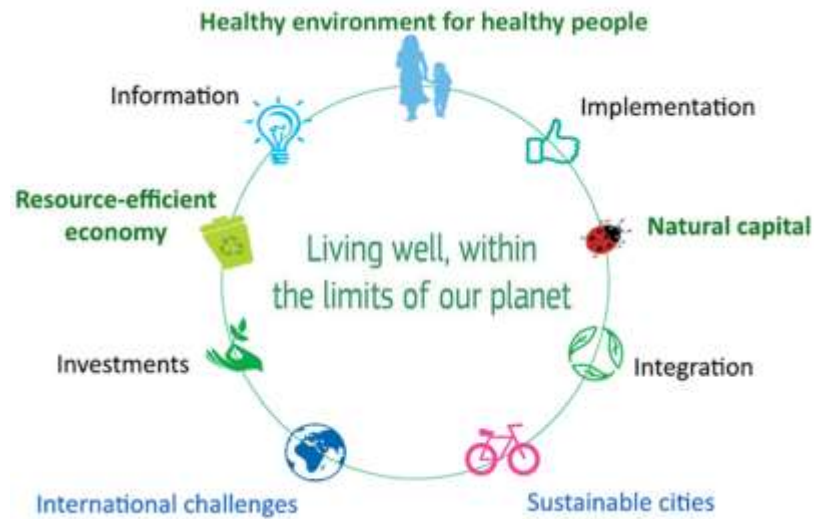 Healthy environment for healthy people
Information
Implementation
Resource-efficient
economy
Natural capital
Living well, within
the limits of our planet
Investments
Integration
International challenges
Sustainable cities